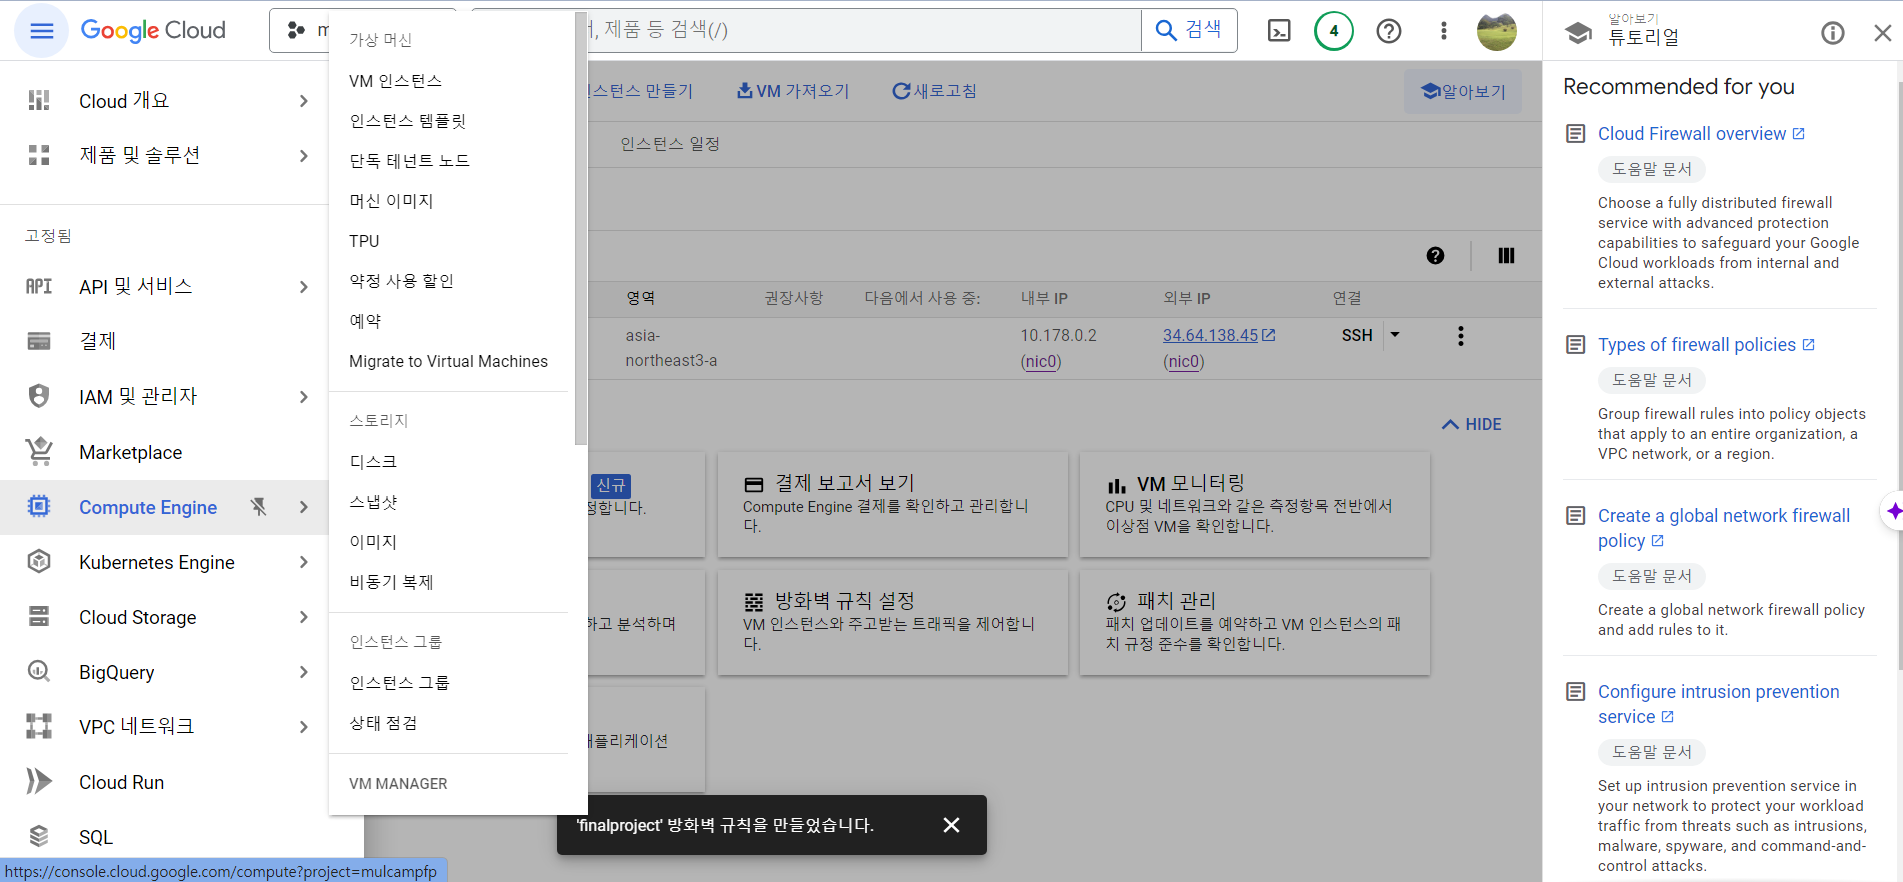 Google Cloud
m
, 제품 등 검색(/)
검색
4
Cloud 개요
제품 및 솔루션
고정됨
API
API 및 서비스
결제
IAM 및 관리자
Marketplace
Compute Engine
Kubernetes Engine
Cloud Storage
BigQuery
VPC 네트워크
Cloud Run
SQL
https://console.cloud.google.com/compute?project=mulcampfp
가상 머신
VM 인스턴스
인스턴스 템플릿
단독 테넌트 노드
머신 이미지
TPU
약정 사용 할인
예약
Migrate to Virtual Machines
스토리지
디스크
스냅샷
이미지
비동기 복제
인스턴스 그룹
인스턴스 그룹
상태 점검
VM MANAGER
스턴스 만들기
VM 가져오기
새로고침
알아보기
인스턴스 일정
영역
권장사항
다음에서 사용 중:
내부 IP
외부 IP
연결
asia-
northeast3-a
10.178.0.2
(nic0)
34.64.138.45
(nic0)
SSH
HIDE
신규
정합니다.
결제 보고서 보기
Compute Engine 결제를 확인하고 관리합니
다.
VM 모니터링
CPU 및 네트워크와 같은 측정항목 전반에서
이상점 VM을 확인합니다.
하고 분석하며
방화벽 규칙 설정
VM 인스턴스와 주고받는 트래픽을 제어합니
다.
패치 관리
패치 업데이트를 예약하고 VM 인스턴스의 패
치 규정 준수를 확인합니다.
애플리케이션
'finalproject' 방화벽 규칙을 만들었습니다.
알아보기
튜토리얼
Recommended for you
Cloud Firewall overview
도움말 문서
Choose a fully distributed firewall
service with advanced protection
capabilities to safeguard your Google
Cloud workloads from internal and
external attacks.
Types of firewall policies
도움말 문서
Group firewall rules into policy objects
that apply to an entire organization, a
VPC network, or a region.
Create a global network firewall
policy
도움말 문서
Create a global network firewall policy
and add rules to it.
Configure intrusion prevention
service
도움말 문서
Set up intrusion prevention service in
your network to protect your workload
traffic from threats such as intrusions,
malware, spyware, and command-and-
control attacks.